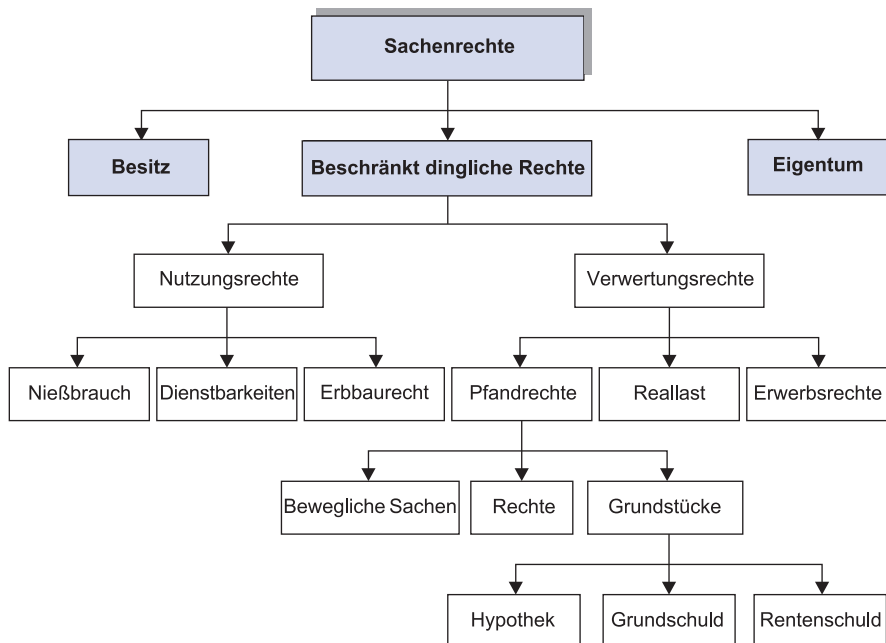 Sachenrechte
Besitz
Beschränkt dingliche Rechte
Eigentum
Nutzungsrechte
Verwertungsrechte
Nießbrauch
Dienstbarkeiten
Erbbaurecht
Pfandrechte
Reallast
Erwerbsrechte
Bewegliche Sachen
Rechte
Grundstücke
Hypothek
Grundschuld
Rentenschuld